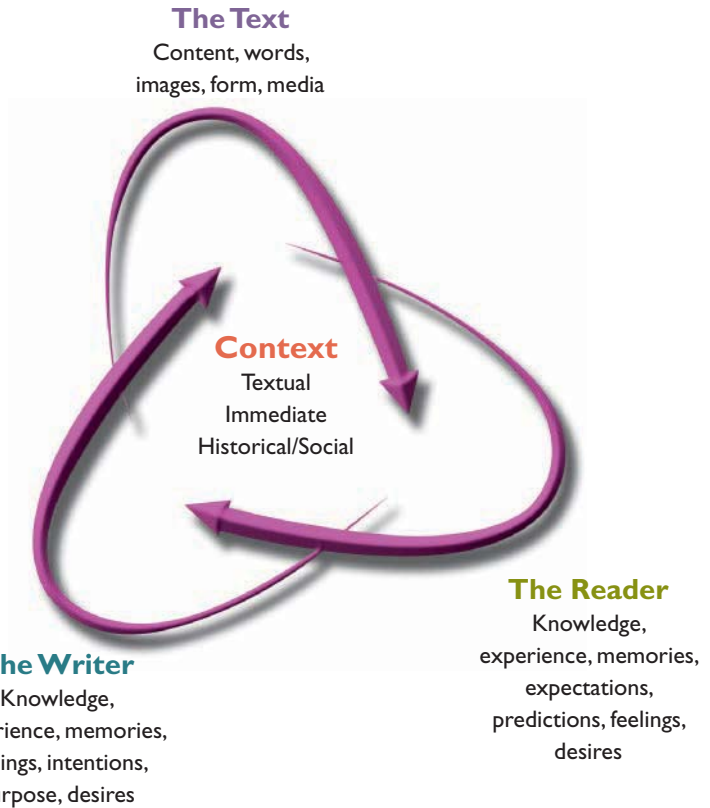 The Text
Content, words,
images, form, media
Context
Textual
Immediate
Historical/Social
The Reader
Knowledge,
experience, memories,
expectations,
predictions, feelings,
desires
he Writer
Knowledge,
rience, memories,
ings, intentions,
rpose, desires